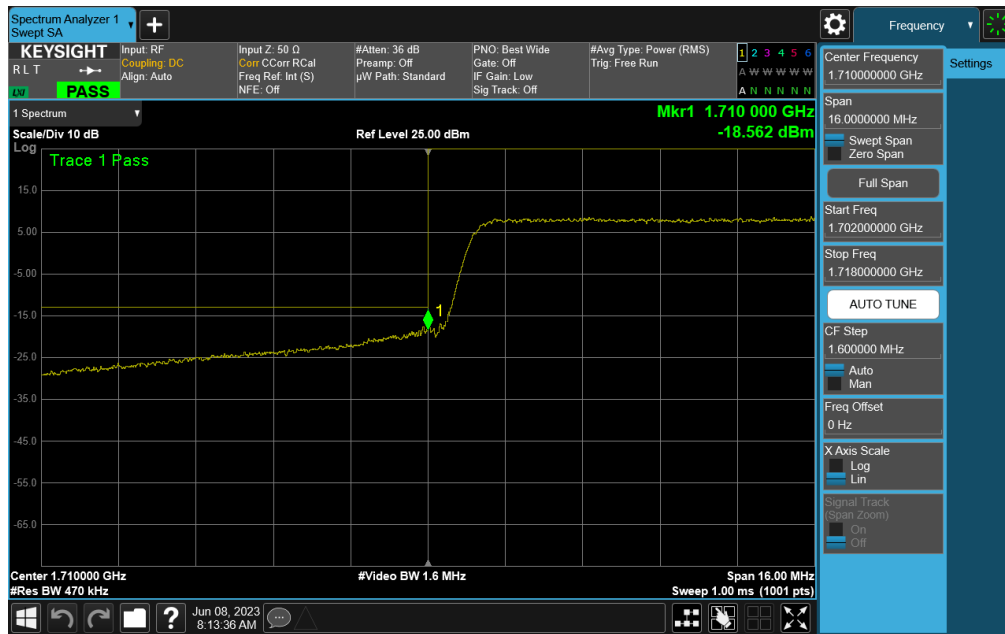 Spectrum Analyzer 1
Swept SA
Frequency
KEYSIGHT
R L T
LXI
PASS
Input: RF
Coupling: DC
Align: Auto
Input Z: 50 Ω
Corr CCorr RCal
Freq Ref: Int (S)
NFE: Off
#Atten: 36 dB
Preamp: Off
µW Path: Standard
PNO: Best Wide
Gate: Off
IF Gain: Low
Sig Track: Off
#Avg Type: Power (RMS)
Trig: Free Run
1 2 3 4 5 6
A W W W W W
A N N N N N
1 Spectrum
Scale/Div 10 dB
Ref Level 25.00 dBm
Mkr1 1.710 000 GHz
-18.562 dBm
Log
Trace 1 Pass
15.0
5.00
-5.00
-15.0
-25.0
-35.0
-45.0
-55.0
-65.0
1
Center 1.710000 GHz
#Video BW 1.6 MHz
Span 16.00 MHz
#Res BW 470 kHz
Sweep 1.00 ms (1001 pts)
Jun 08, 2023
8:13:36 AM
?
Center Frequency
1.710000000 GHz
Settings
Span
16.0000000 MHz
Swept Span
Zero Span
Full Span
Start Freq
1.702000000 GHz
Stop Freq
1.718000000 GHz
AUTO TUNE
CF Step
1.600000 MHz
Auto
Man
Freq Offset
0 Hz
X Axis Scale
Log
Lin
Signal Track
(Span Zoom)
On
Off